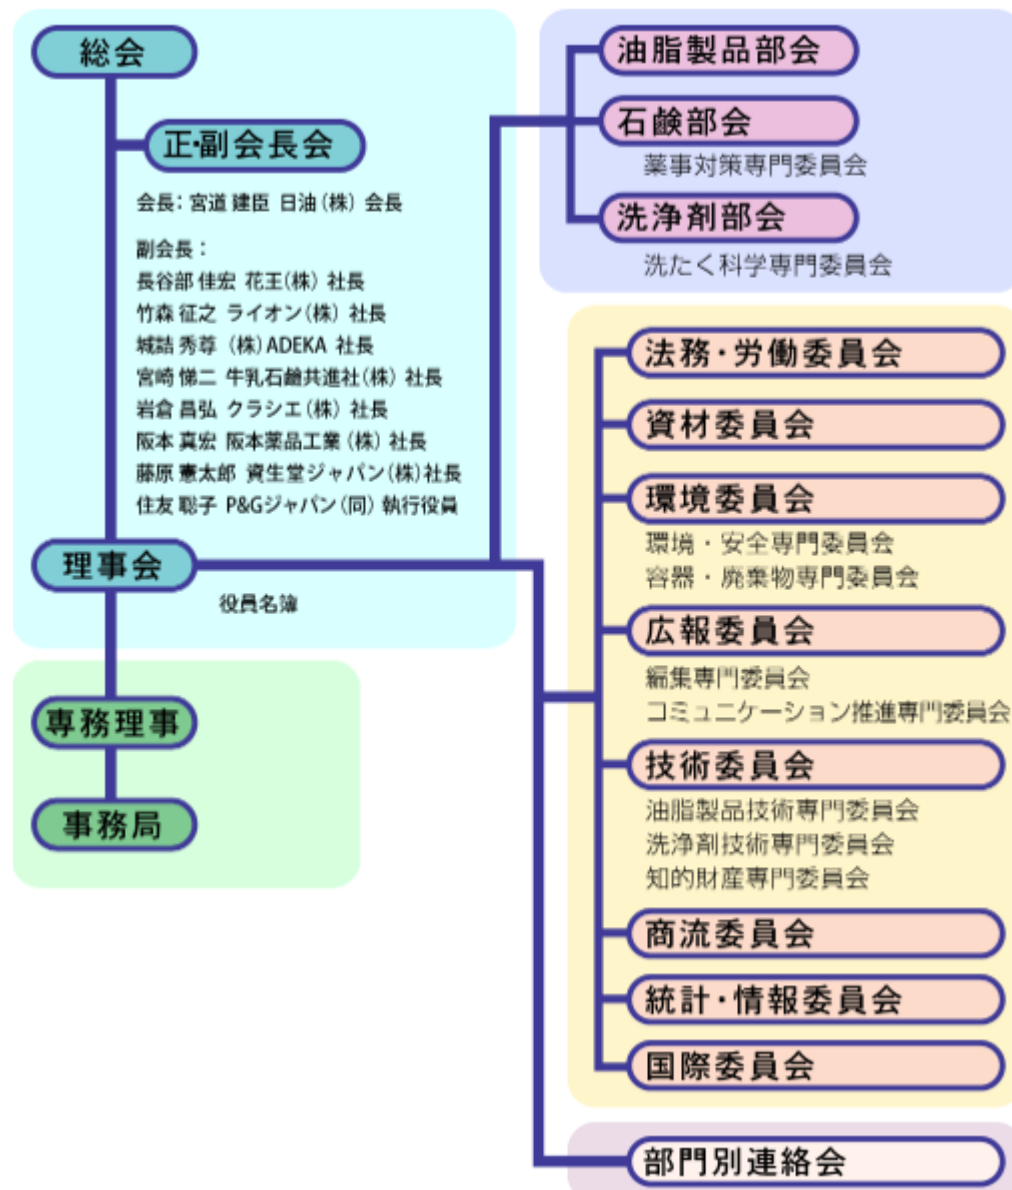 総会
正・副会長会
会長：宮道 建臣 日油（株）会長
副会長：
長谷部 佳宏 花王（株）社長
竹森 征之 ライオン（株）社長
城詰 秀尊 （株）ADEKA 社長
宮崎 悌二 牛乳石鹼共進社（株）社長
岩倉 昌弘 クラシエ（株）社長
阪本 真宏 阪本薬品工業（株）社長
藤原 憲太郎 資生堂ジャパン（株）社長
住友 聡子 P&Gジャパン（同）執行役員
理事会
役員名簿
専務理事
事務局
油脂製品部会
石鹸部会
薬事対策専門委員会
洗浄剤部会
洗たく科学専門委員会
法務・労働委員会
資材委員会
環境委員会
環境・安全専門委員会
容器・廃棄物専門委員会
広報委員会
編集専門委員会
コミュニケーション推進専門委員会
技術委員会
油脂製品技術専門委員会
洗浄剤技術専門委員会
知的財産専門委員会
商流委員会
統計・情報委員会
国際委員会
部門別連絡会